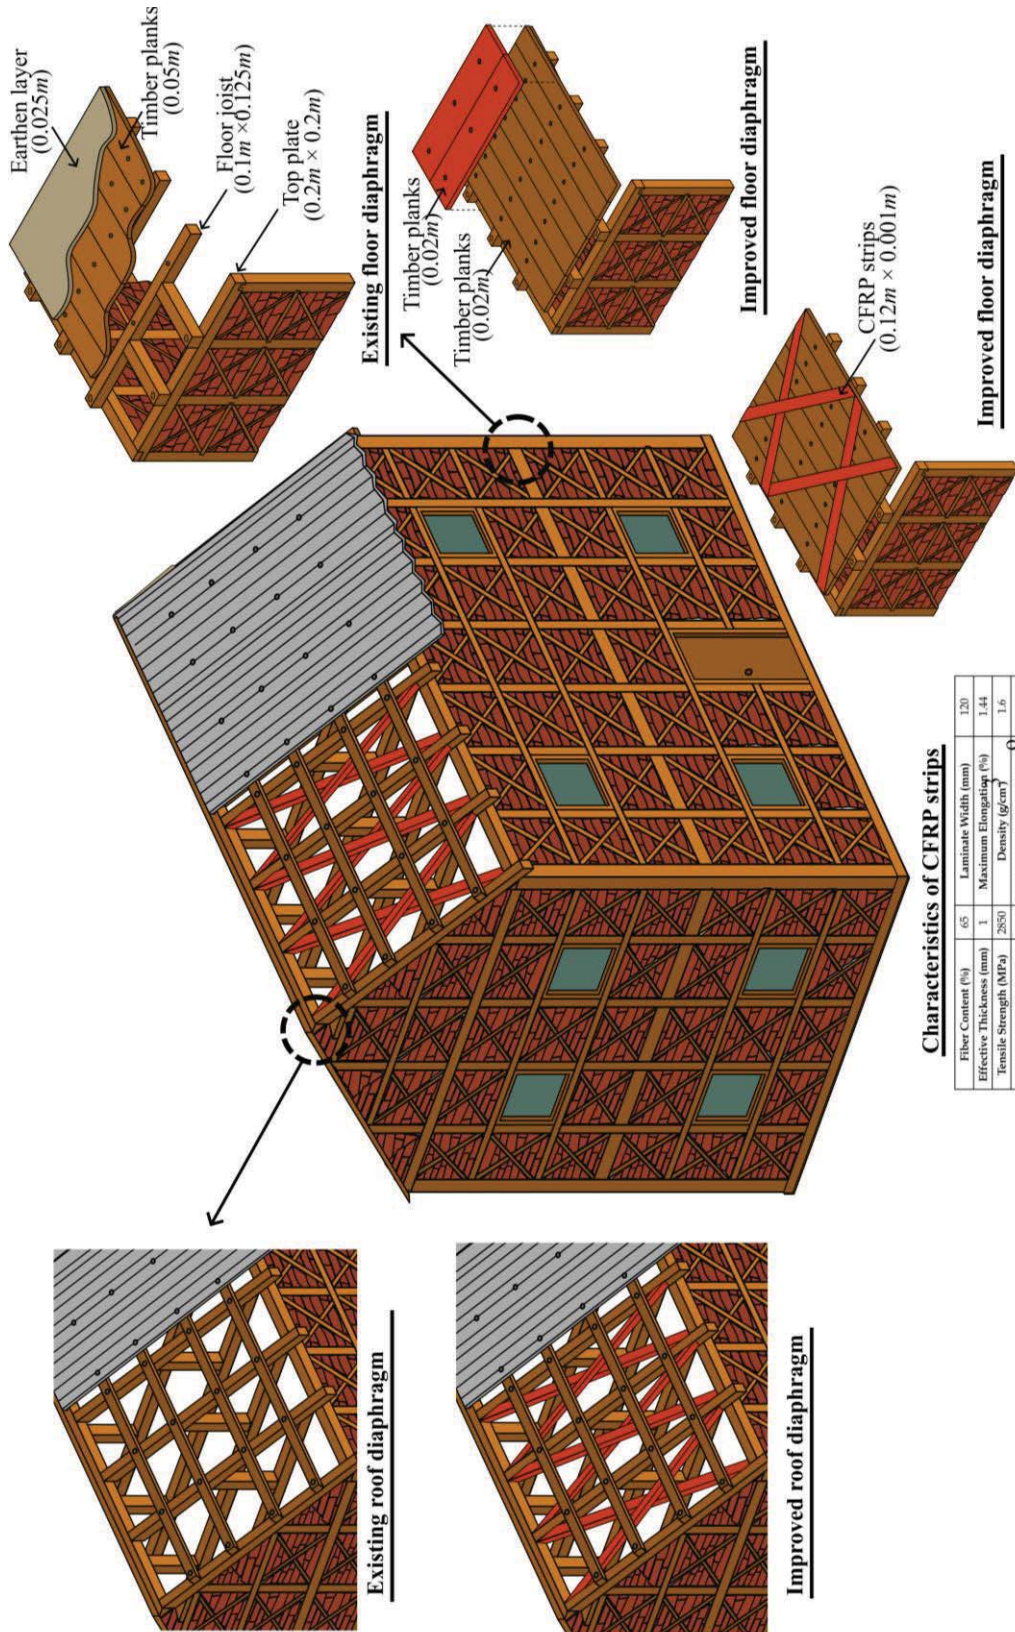 Earthen layer
(0.025m)
Timber planks
(0.05m)
Floor joist
(0.1m ×0.125m)
Top plate
(0.2m × 0.2m)
Existing floor diaphragm
Timber planks
(0.02m)
Timber planks
(0.02m)
Improved floor diaphragm
CFRP strips
(0.12m × 0.001m)
Improved floor diaphragm
Existing roof diaphragm
Improved roof diaphragm
Characteristics of CFRP strips
Fiber Content (%) 65 Laminate Width (mm) 120
Effective Thickness (mm) 1 Maximum Elongation (%) 1.44
Tensile Strength (MPa) 2850 Density (g/cm³) 1.6